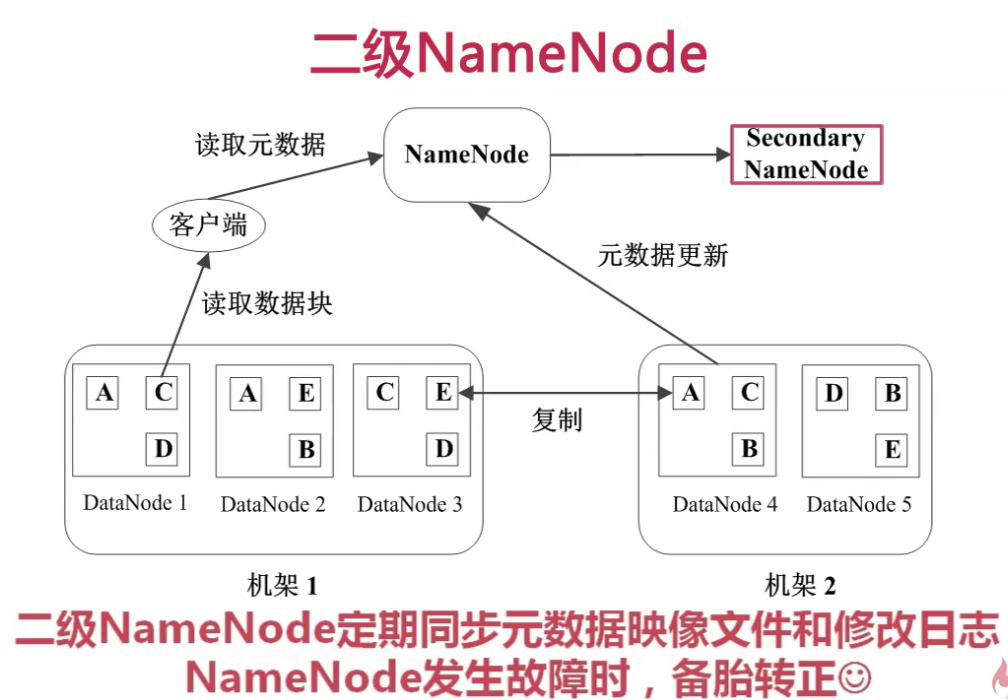 二级NameNode
读取元数据
NameNode
Secondary
NameNode
客户端
元数据更新
读取数据块
A C
D
A E
B
C E
D
复制
A C
B
D B
E
DataNode 1
DataNode 2
DataNode 3
DataNode 4
DataNode 5
机架 1
机架 2
二级NameNode定期同步元数据映像文件和修改日志
NameNode发生故障时，备胎转正☺